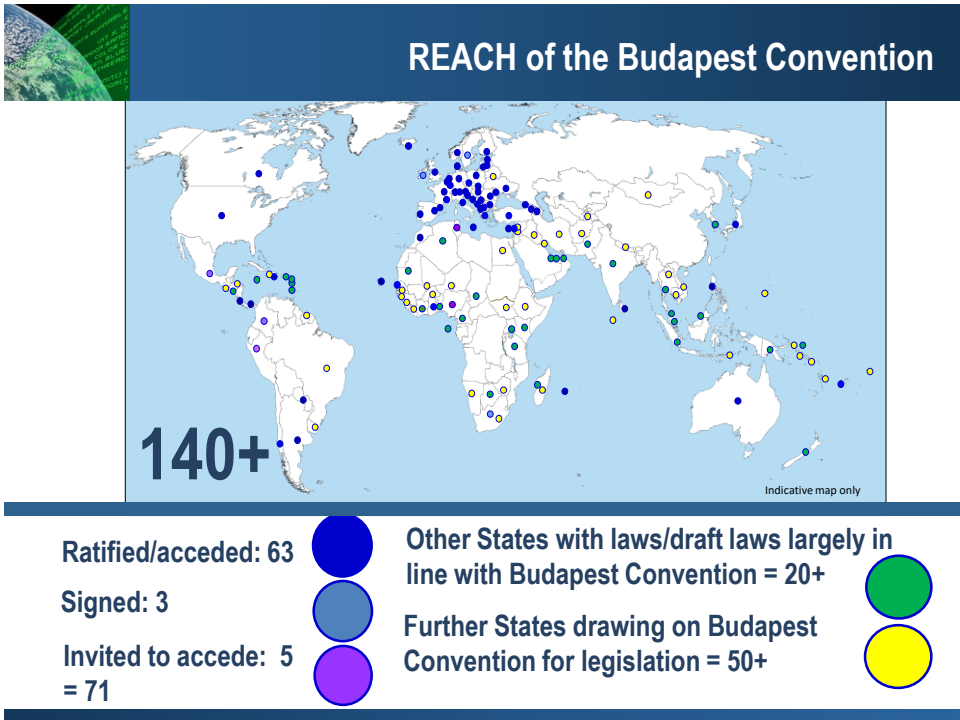 REACH of the Budapest Convention
140+
Indicative map only
Ratified/acceded: 63
Signed: 3
Invited to accede: 5
= 71
Other States with laws/draft laws largely in
line with Budapest Convention = 20+
Further States drawing on Budapest
Convention for legislation = 50+